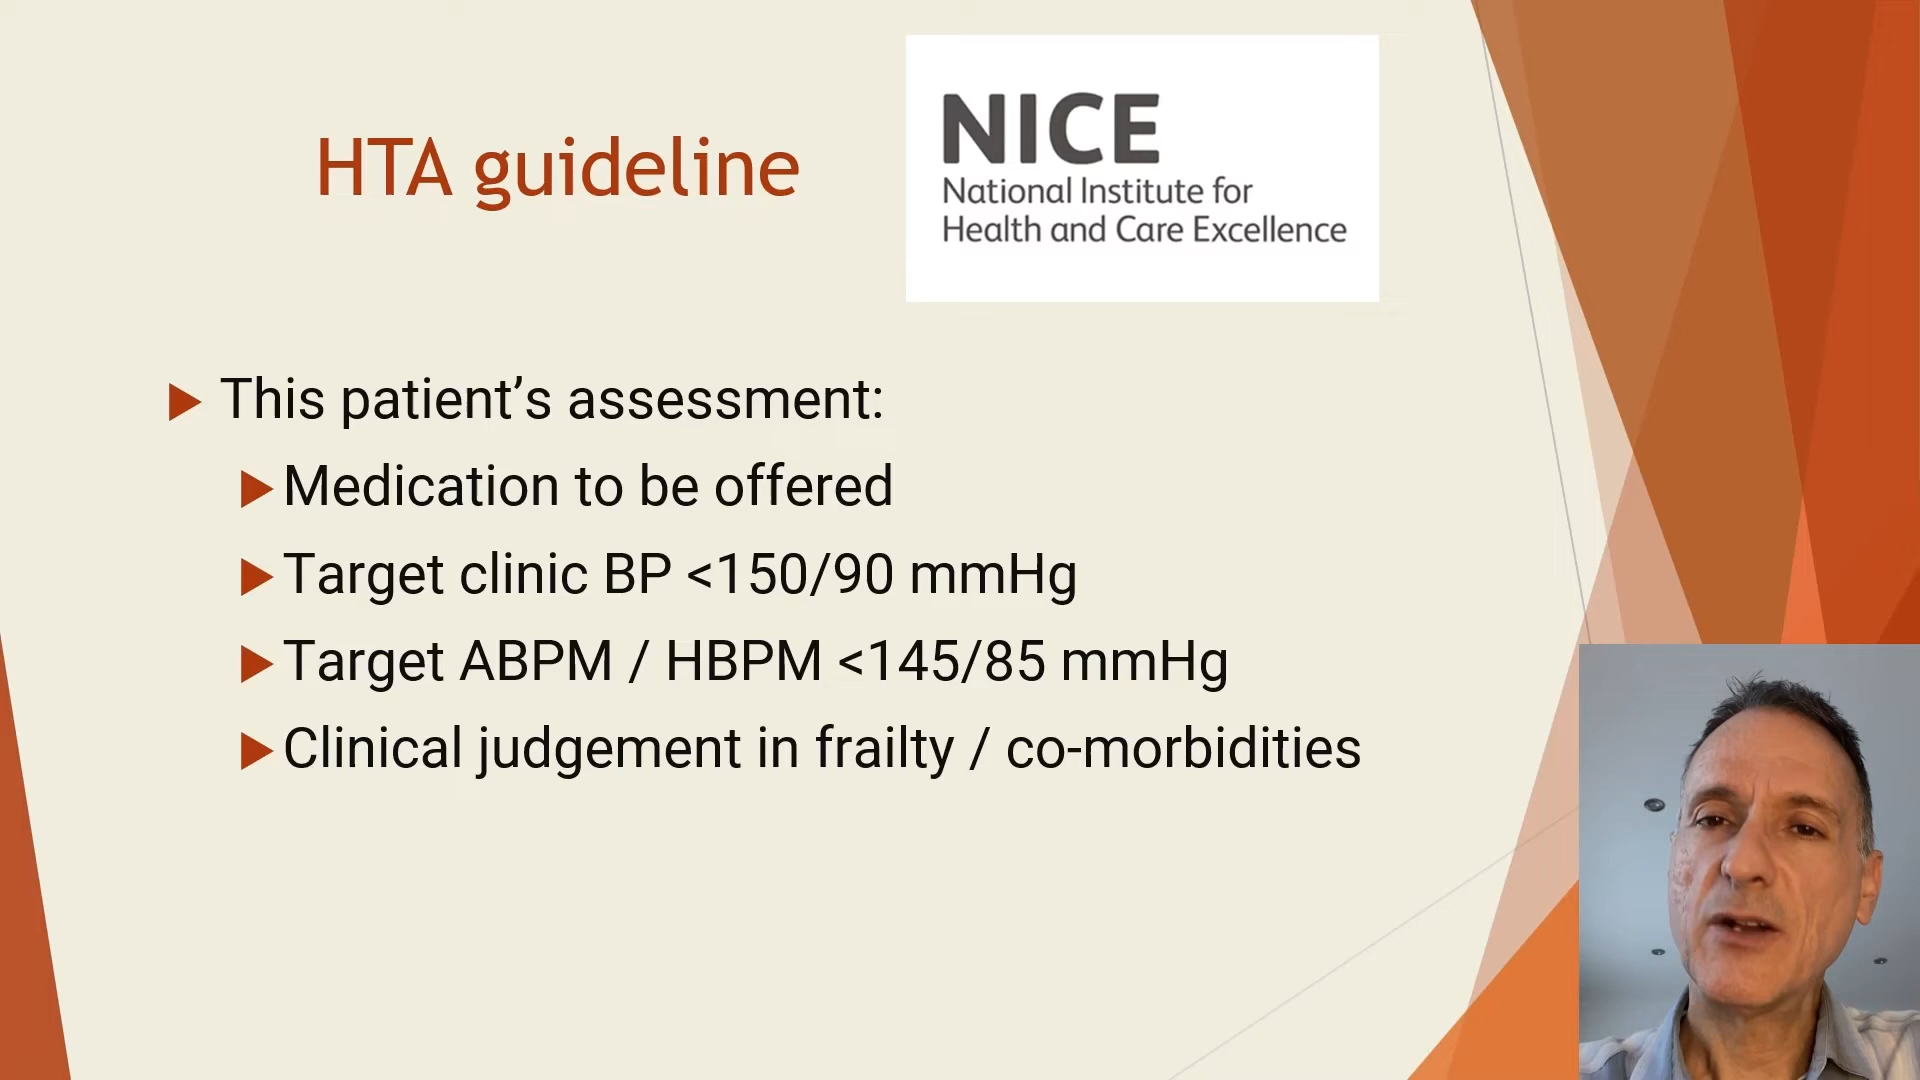 HTA guideline
NICE
National Institute for
Health and Care Excellence
This patient’s assessment:
Medication to be offered
Target clinic BP <150/90 mmHg
Target ABPM / HBPM <145/85 mmHg
Clinical judgement in frailty / co-morbidities